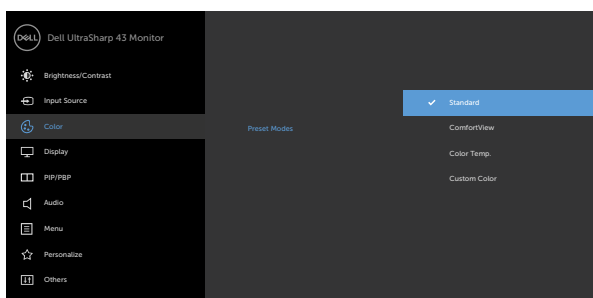 DELL
Dell UltraSharp 43 Monitor
Brightness/Contrast
Input Source
Color
Display
PIP/PBP
Audio
Menu
Personalize
Others
Preset Modes
Standard
ComfortView
Color Temp.
Custom Color